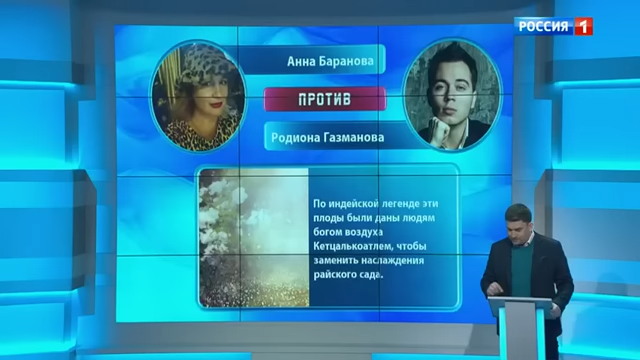 РОССИЯ 1
Анна Баранова
ПРОТИВ
Родиона Газманова
По индейской легенде эти
плоды были даны людям
богом воздуха
Кетцалькоатлем, чтобы
заменить наслаждения
райского сада.